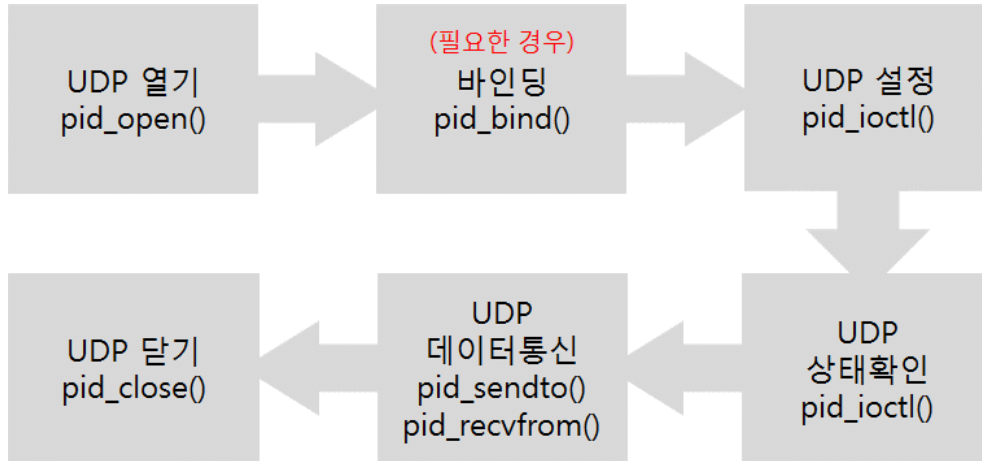 UDP 열기
pid_open()
(필요한 경우)
바인딩
pid_bind()
UDP 설정
pid_ioctl()
UDP
상태확인
pid_ioctl()
UDP
데이터통신
pid_sendto()
pid_recvfrom()
UDP 닫기
pid_close()